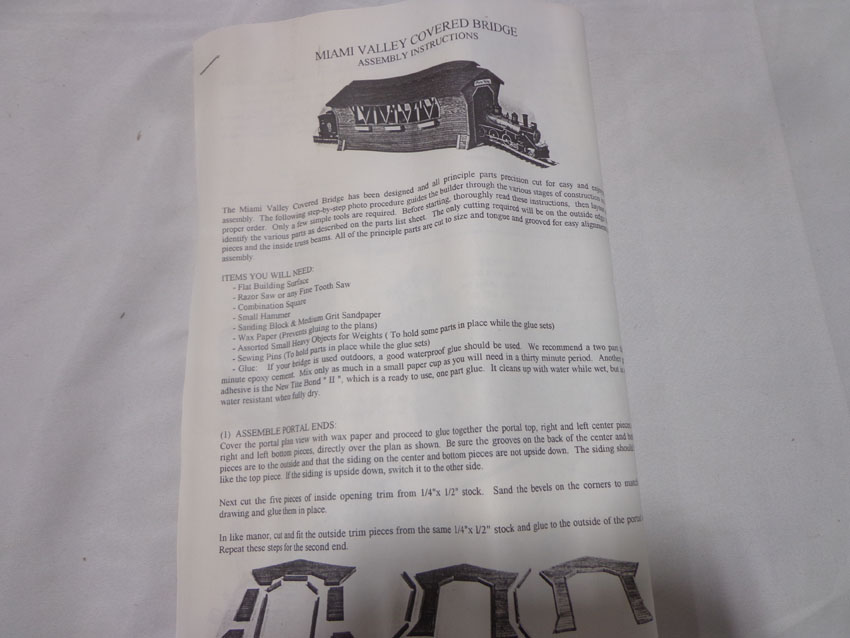 MIAMI VALLEY COVERED BRIDGE
ASSEMBLY INSTRUCTIONS
The Miami Valley Covered Bridge has been designed and all principle parts precision cut for easy and
assembly. The following step-by-step photo procedure guides the builder through the various stages of construction
proper order. Only a few simple tools are required. Before starting, thoroughly read these instructions, then
identify the various parts as described on the parts list sheet. The only cutting required will be on the outside
pieces and the inside truss beams. All of the principle parts are cut to size and tongue and grooved for easy alignment
assembly.
ITEMS YOU WILL NEED:
- Flat Building Surface
- Razor Saw or any Fine Tooth Saw
- Combination Square
- Small Hammer
- Sanding Block & Medium Grit Sandpaper
- Wax Paper (Prevents gluing to the plans)
- Assorted Small Heavy Objects for Weights ( To hold some parts in place while the glue sets)
- Sewing Pins (To hold parts in place while the glue sets)
- Glue: If your bridge is used outdoors, a good waterproof glue should be used. We recommend a two part
minute epoxy cement. Mix only as much in a small paper cup as you will need in a thirty minute period. Another
adhesive is the New Tite Bond " II ", which is a ready to use, one part glue. It cleans up with water while wet, but
water resistant when fully dry.
(1) ASSEMBLE PORTAL ENDS:
Cover the portal plan view with wax paper and proceed to glue together the portal top, right and left center
right and left bottom pieces, directly over the plan as shown. Be sure the grooves on the back of the center and
pieces are to the outside and that the siding on the center and bottom pieces are not upside down. The siding should
like the top piece. If the siding is upside down, switch it to the other side.
Next cut the five pieces of inside opening trim from 1/4"x 1/2" stock. Sand the bevels on the corners to
drawing and glue them in place.
In like manor, cut and fit the outside trim pieces from the same 1/4"x 1/2" stock and glue to the outside of the
Repeat these steps for the second end.